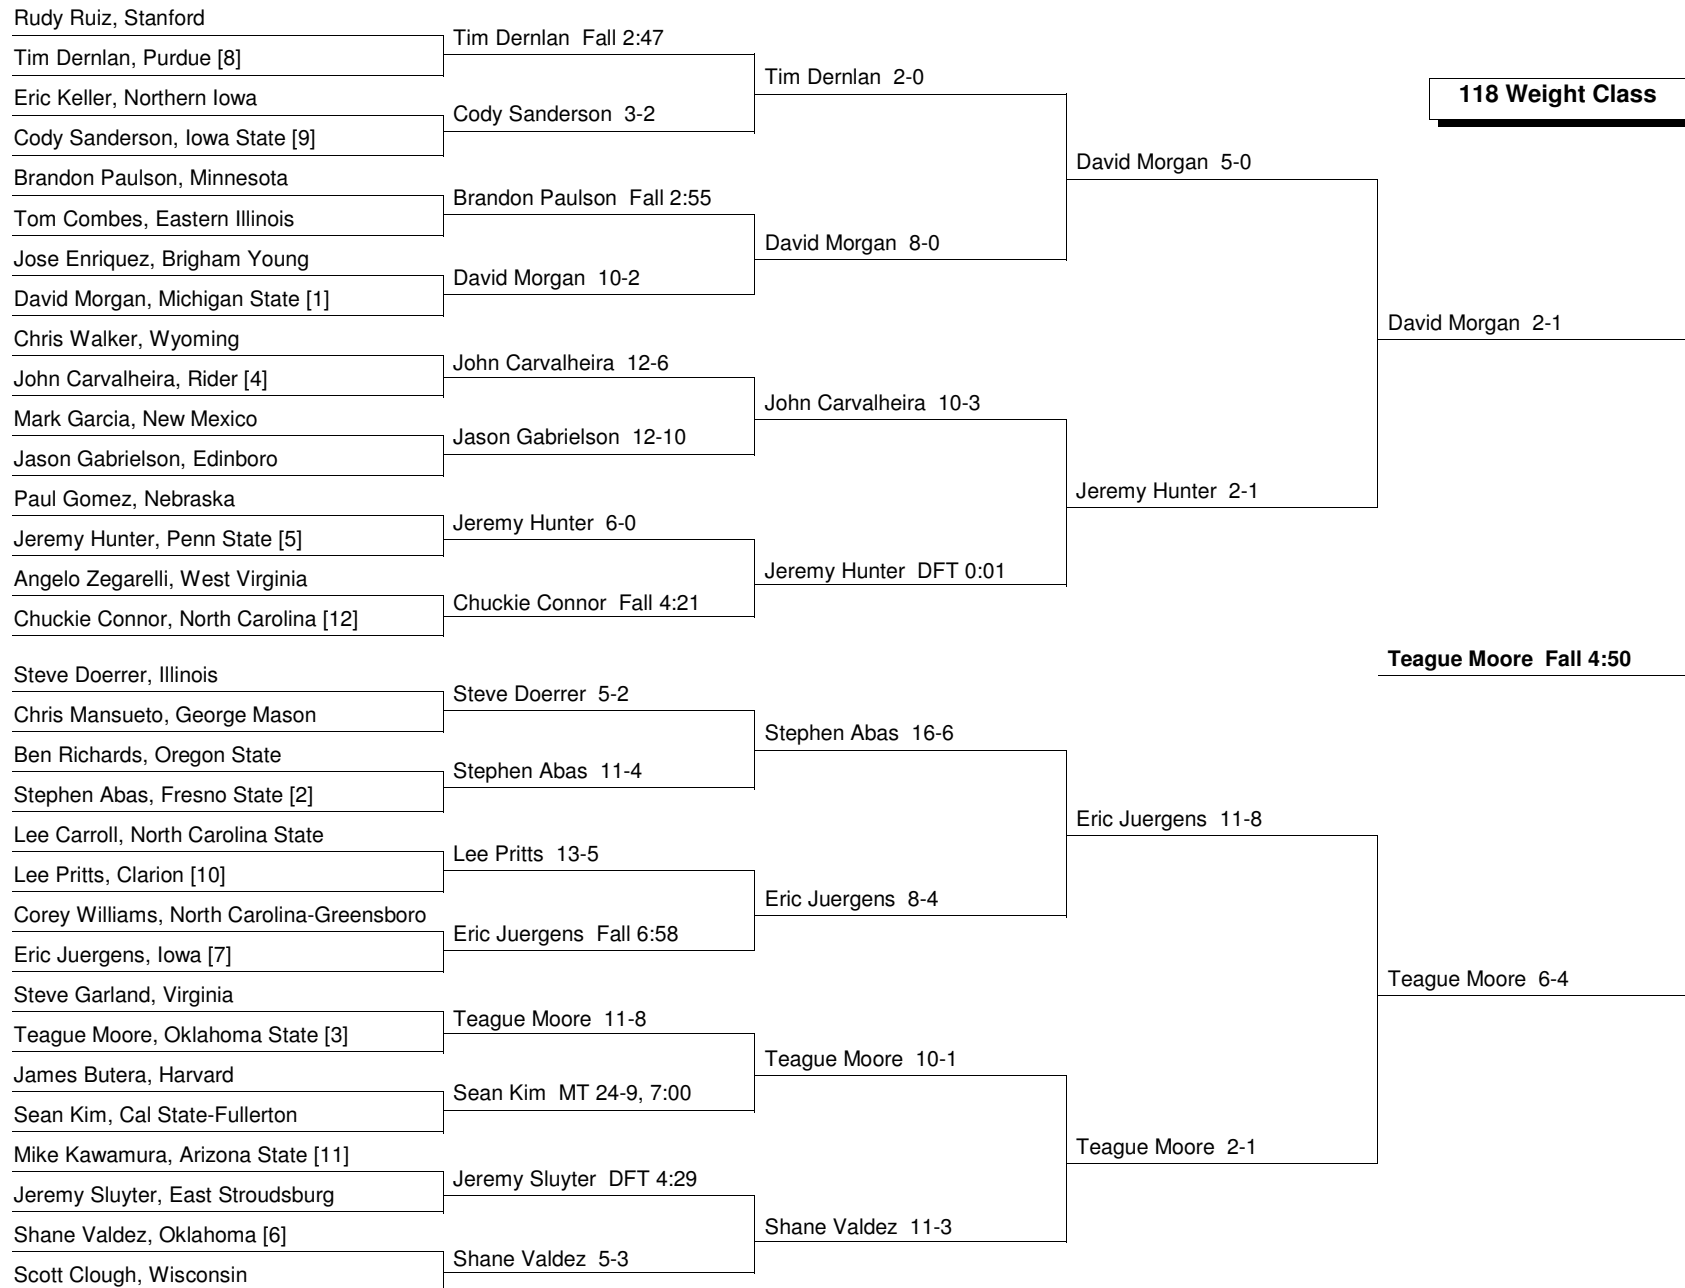 Rudy Ruiz, Stanford
Tim Dernlan, Purdue [8]
Eric Keller, Northern Iowa
Cody Sanderson, Iowa State [9]
Brandon Paulson, Minnesota
Tom Combes, Eastern Illinois
Jose Enriquez, Brigham Young
David Morgan, Michigan State [1]
Chris Walker, Wyoming
John Carvalheira, Rider [4]
Mark Garcia, New Mexico
Jason Gabrielson, Edinboro
Paul Gomez, Nebraska
Jeremy Hunter, Penn State [5]
Angelo Zegarelli, West Virginia
Chuckie Connor, North Carolina [12]
Steve Doerrer, Illinois
Chris Mansueto, George Mason
Ben Richards, Oregon State
Stephen Abas, Fresno State [2]
Lee Carroll, North Carolina State
Lee Pritts, Clarion [10]
Corey Williams, North Carolina-Greensboro
Eric Juergens, Iowa [7]
Steve Garland, Virginia
Teague Moore, Oklahoma State [3]
James Butera, Harvard
Sean Kim, Cal State-Fullerton
Mike Kawamura, Arizona State [11]
Jeremy Sluyter, East Stroudsburg
Shane Valdez, Oklahoma [6]
Scott Clough, Wisconsin
Tim Dernlan Fall 2:47
Cody Sanderson 3-2
Brandon Paulson Fall 2:55
David Morgan 10-2
John Carvalheira 12-6
Jason Gabrielson 12-10
Jeremy Hunter 6-0
Chuckie Connor Fall 4:21
Steve Doerrer 5-2
Stephen Abas 11-4
Lee Pritts 13-5
Eric Juergens Fall 6:58
Teague Moore 11-8
Sean Kim MT 24-9, 7:00
Jeremy Sluyter DFT 4:29
Shane Valdez 5-3
Tim Dernlan 2-0
David Morgan 8-0
John Carvalheira 10-3
Jeremy Hunter DFT 0:01
Stephen Abas 16-6
Eric Juergens 8-4
Teague Moore 10-1
Shane Valdez 11-3
David Morgan 5-0
Jeremy Hunter 2-1
Eric Juergens 11-8
Teague Moore 2-1
118 Weight Class
David Morgan 2-1
Teague Moore Fall 4:50
Teague Moore 6-4